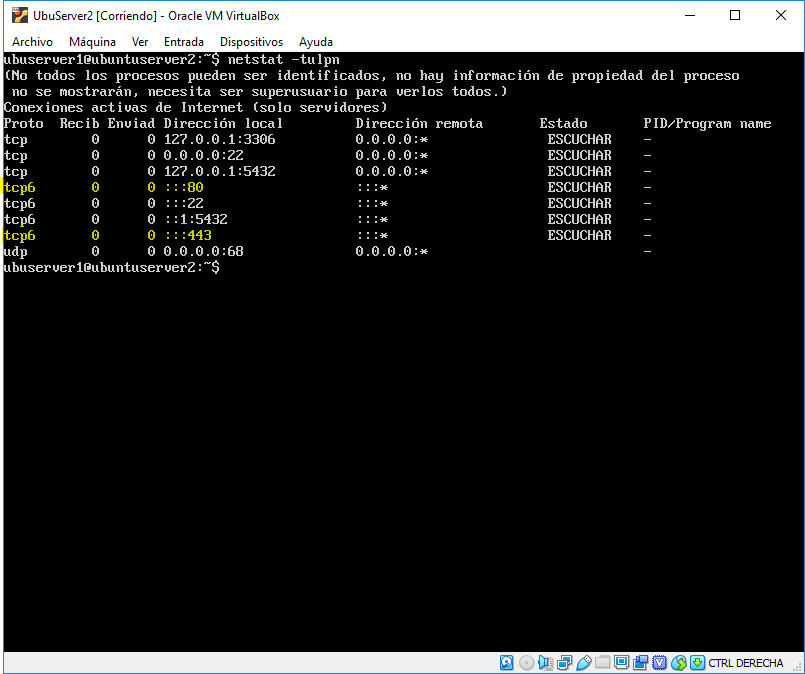 UbuServer2 [Corriendo] - Oracle VM VirtualBox
Archivo Máquina Ver Entrada Dispositivos Ayuda
ubuserver1@ubuntuserver2:~$ netstat -tulpn
(No todos los procesos pueden ser identificados, no hay información de propiedad del proceso
no se mostrarán, necesita ser superusuario para verlos todos.)
Conexiones activas de Internet (solo servidores)
Proto Recib Enviad Dirección local Dirección remota Estado PID/Program name
tcp 0 0 127.0.0.1:3306 0.0.0.0:* ESCUCHAR -
tcp 0 0 0.0.0.0:22 0.0.0.0:* ESCUCHAR -
tcp 0 0 127.0.0.1:5432 0.0.0.0:* ESCUCHAR -
tcp6 0 0 :::80 :::* ESCUCHAR -
tcp6 0 0 :::22 :::* ESCUCHAR -
tcp6 0 0 ::1:5432 :::* ESCUCHAR -
tcp6 0 0 :::443 :::* ESCUCHAR -
udp 0 0 0.0.0.0:68 0.0.0.0:* -
ubuserver1@ubuntuserver2:~$
CTRL DERECHA